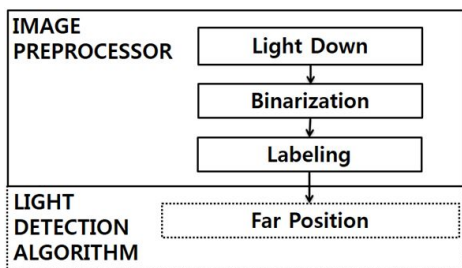 IMAGE
PREPROCESSOR
Light Down
Binarization
Labeling
LIGHT
DETECTION
ALGORITHM
Far Position